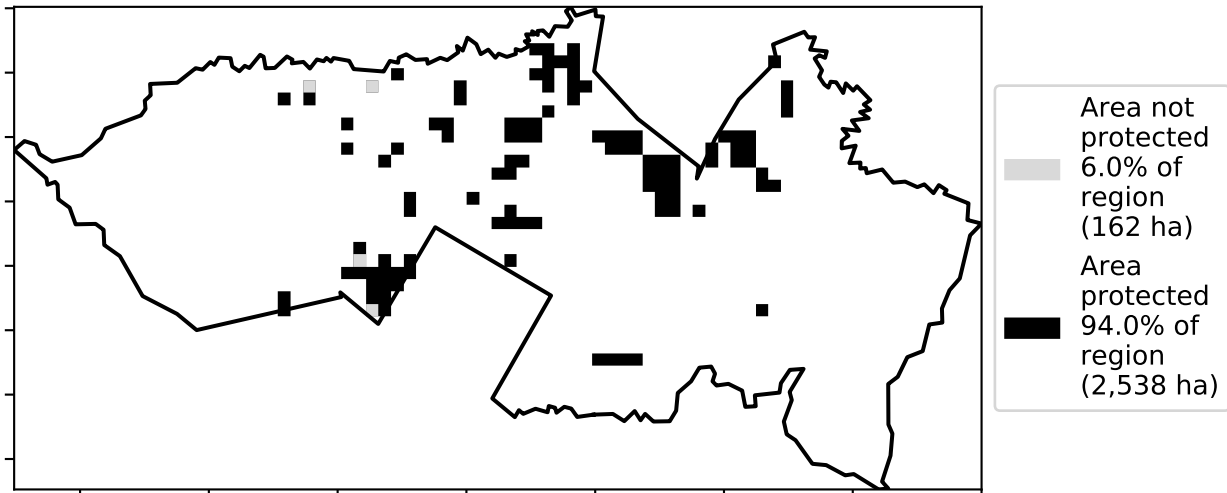 Area not
protected
6.0% of
region
(162 ha)
Area
protected
94.0% of
region
(2,538 ha)